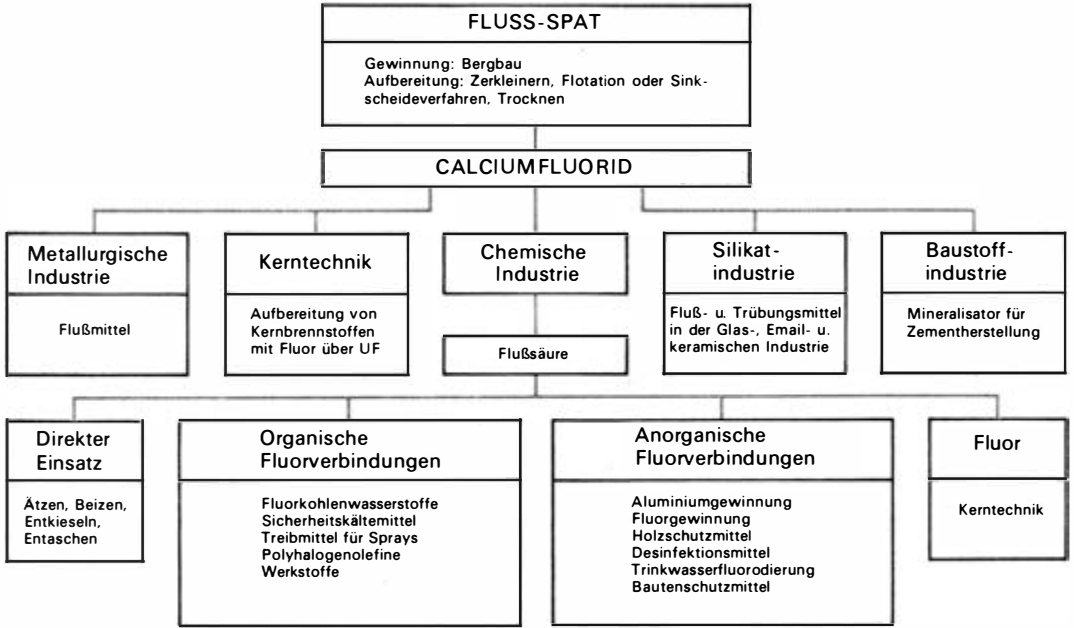 FLUSS-SPAT
Gewinnung: Bergbau
Aufbereitung: Zerkleinern, Flotation oder Sink-
scheideverfahren, Trocknen
CALCIUMFLUORID
Metallurgische
Industrie
Flußmittel
Kerntechnik
Aufbereitung von
Kernbrennstoffen
mit Fluor über UF
Chemische
Industrie
Flußsäure
Silikat-
industrie
Fluß- u. Trübungsmittel
in der Glas-, Email- u.
keramischen Industrie
Baustoff-
industrie
Mineralisator für
Zementherstellung
Direkter
Einsatz
Ätzen, Beizen,
Entkieseln,
Entaschen
Organische
Fluorverbindungen
Fluorkohlenwasserstoffe
Sicherheitskältemittel
Treibmittel für Sprays
Polyhalogenolefine
Werkstoffe
Anorganische
Fluorverbindungen
Aluminiumgewinnung
Fluorgewinnung
Holzschutzmittel
Desinfektionsmittel
Trinkwasserfluorodierung
Bautenschutzmittel
Fluor
Kerntechnik